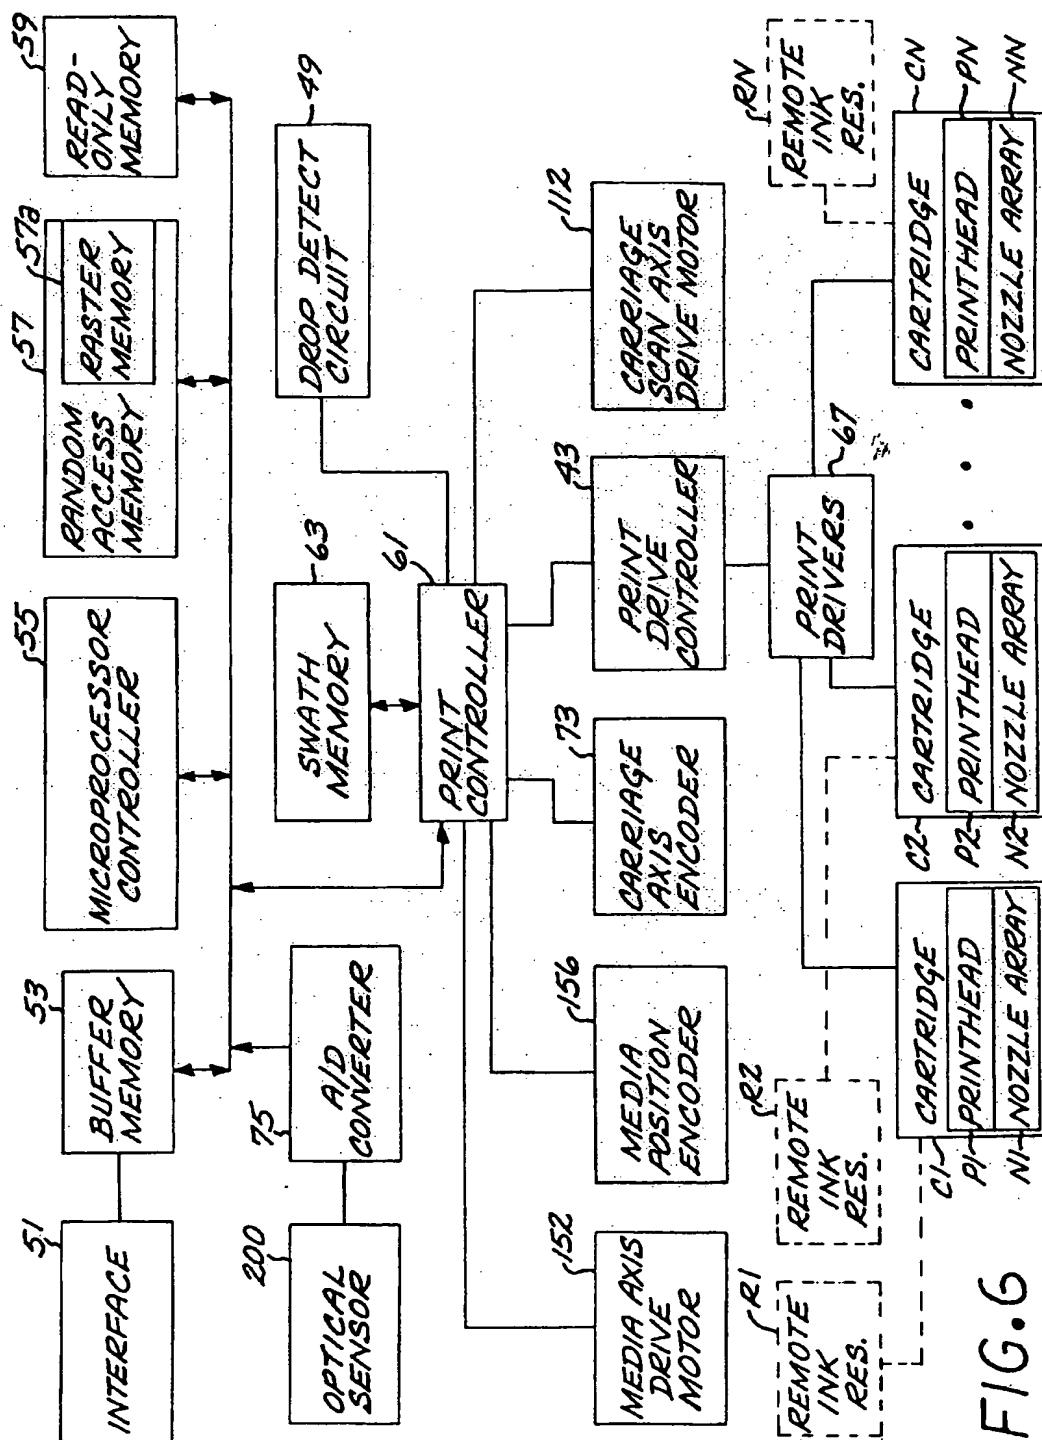 51
INTERFACE
53
BUFFER
MEMORY
55
MICROPROCESSOR
CONTROLLER
57
RANDOM
ACCESS
MEMORY
57a
RASTER
MEMORY
59
READ-
ONLY
MEMORY
200
OPTICAL
SENSOR
75
A/D
CONVERTER
63
SWATH
MEMORY
49
DROP DETECT
CIRCUIT
61
PRINT
CONTROLLER
152
MEDIA AXIS
DRIVE
MOTOR
156
MEDIA
POSITION
ENCODER
73
CARRIAGE
AXIS
ENCODER
43
PRINT
DRIVE
CONTROLLER
112
CARRIAGE
SCAN AXIS
DRIVE MOTOR
R1
REMOTE
INK
RES.
R2
REMOTE
INK
RES.
67
PRINT
DRIVERS
RN
REMOTE
INK
RES.
C1
CARTRIDGE
P1
PRINTHEAD
N1
NOZZLE ARRAY
C2
CARTRIDGE
P2
PRINTHEAD
N2
NOZZLE ARRAY
CARTRIDGE
CN
PRINTHEAD
PN
NOZZLE ARRAY
NN
FIG.6